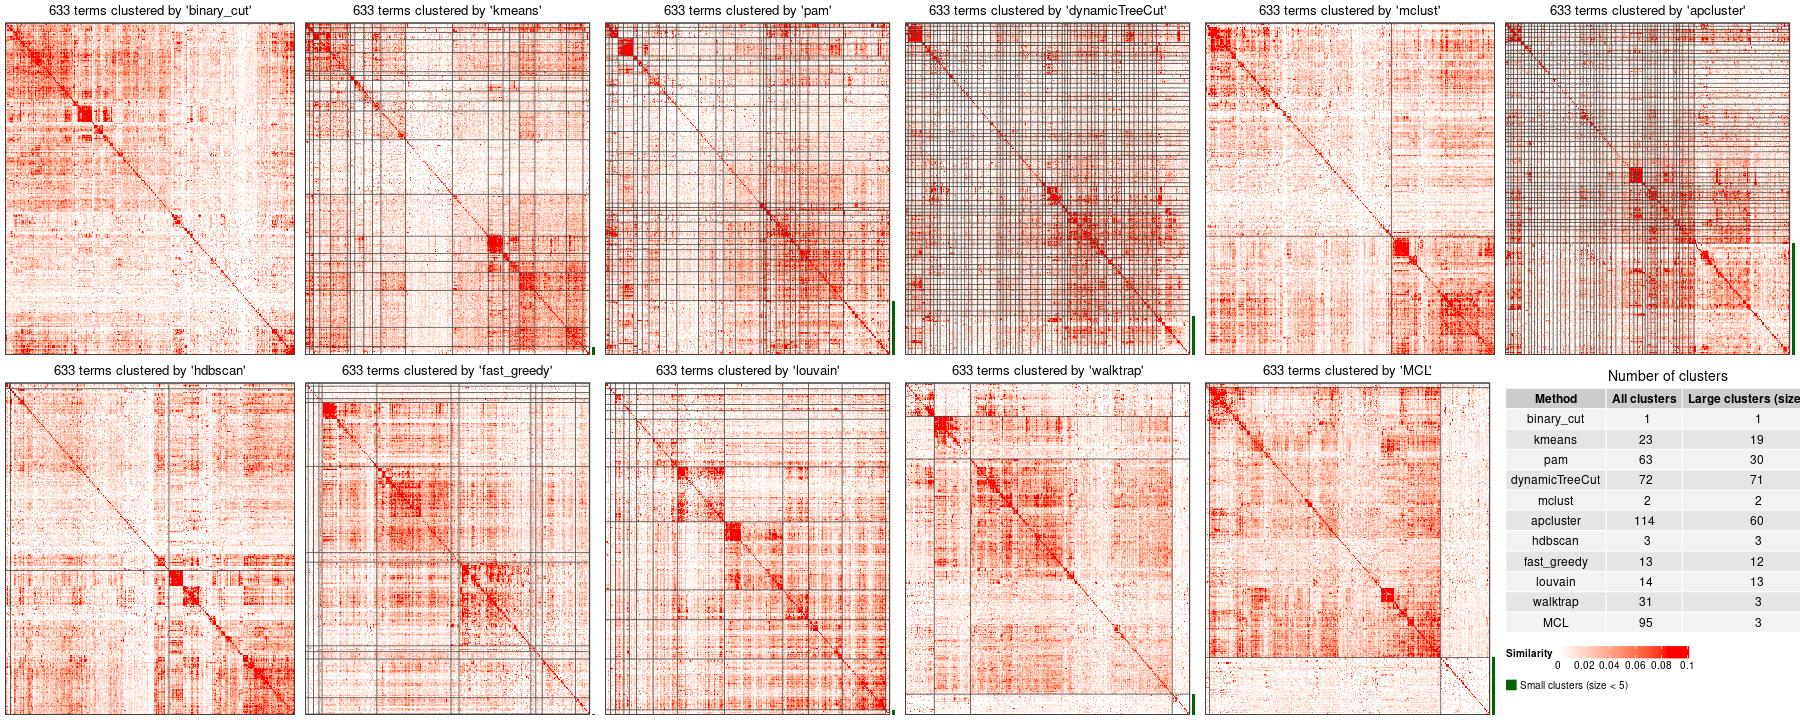 633 terms clustered by 'binary_cut'
633 terms clustered by 'kmeans'
633 terms clustered by 'pam'
633 terms clustered by 'dynamicTreeCut'
633 terms clustered by 'mclust'
633 terms clustered by 'apcluster'
633 terms clustered by 'hdbscan'
633 terms clustered by 'fast_greedy'
633 terms clustered by 'louvain'
633 terms clustered by 'walktrap'
633 terms clustered by 'MCL'
Number of clusters
Method All clusters Large clusters (size
binary_cut 1 1
kmeans 23 19
pam 63 30
dynamicTreeCut 72 71
mclust 2 2
apcluster 114 60
hdbscan 3 3
fast_greedy 13 12
louvain 14 13
walktrap 31 3
MCL 95 3
Similarity
0 0.02 0.04 0.06 0.08 0.1
Small clusters (size < 5)